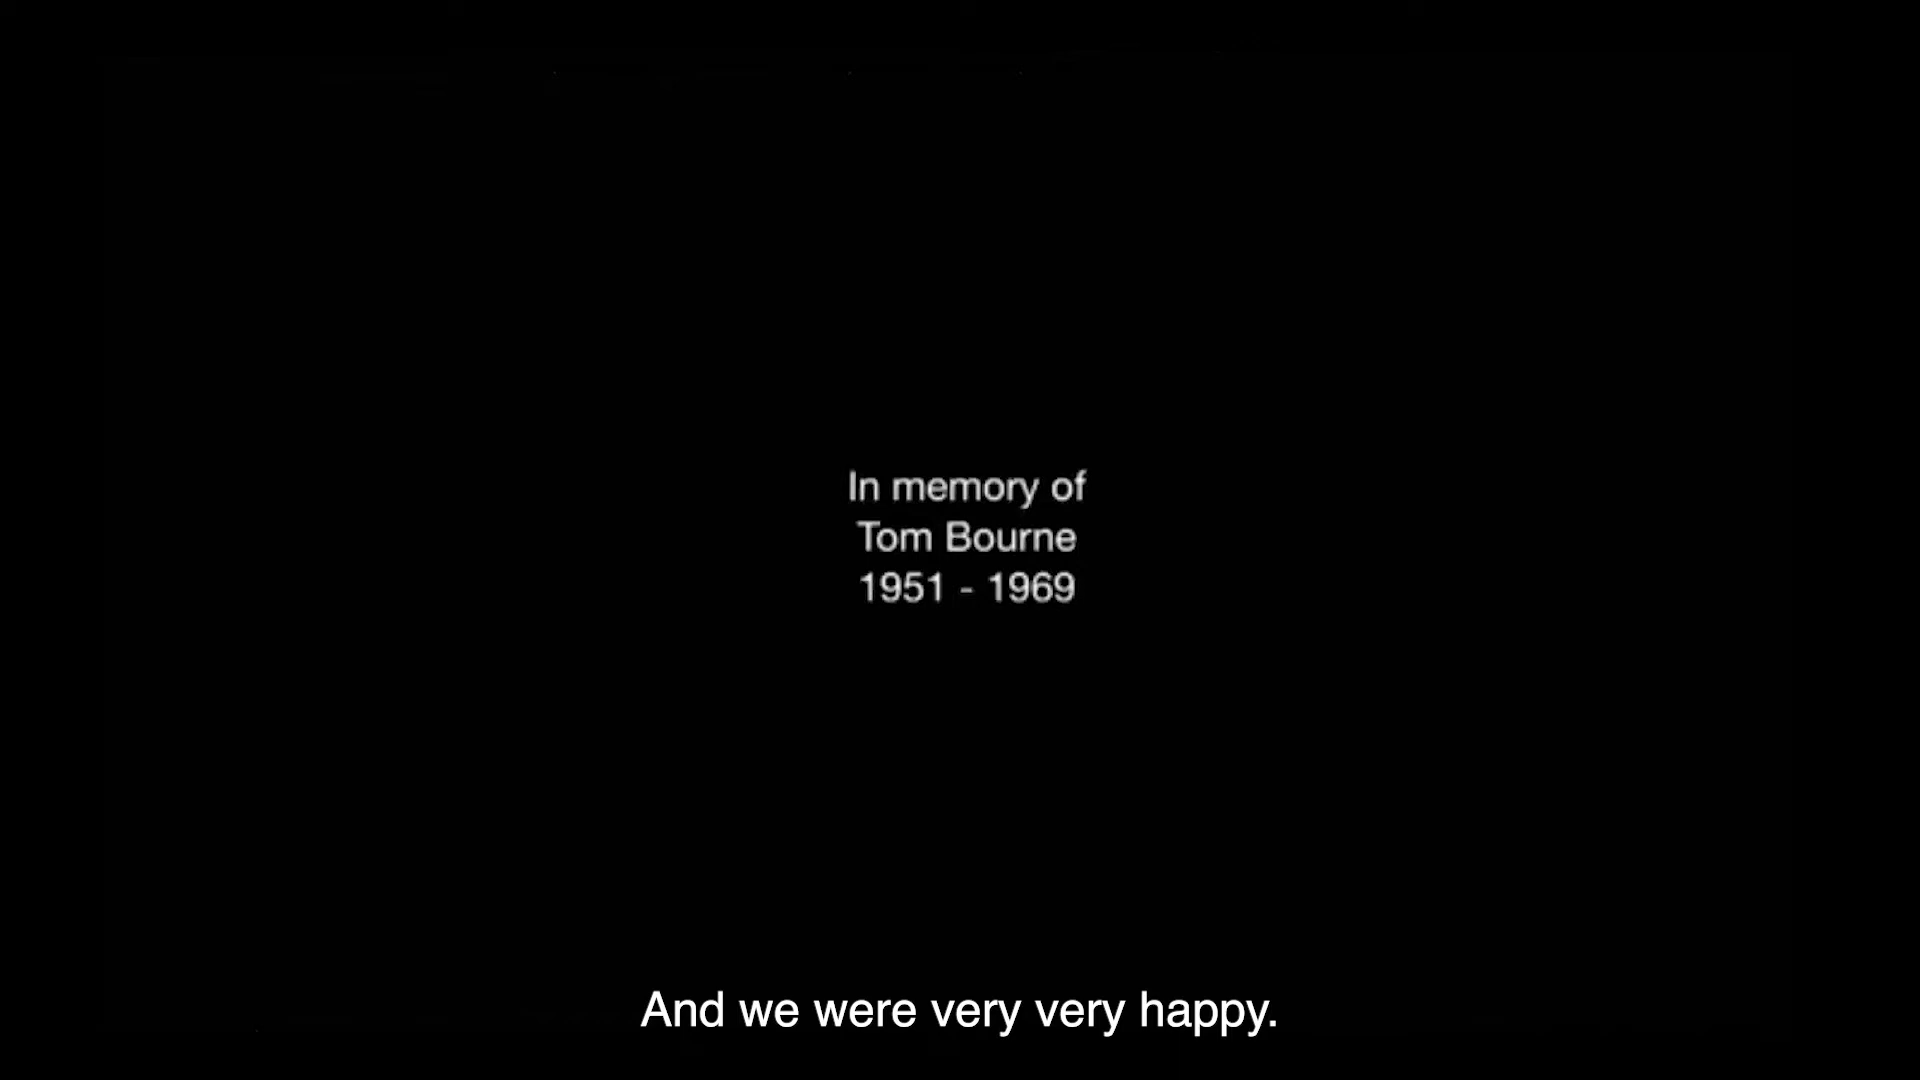 In memory of
Tom Bourne
1951 - 1969
And we were very very happy.